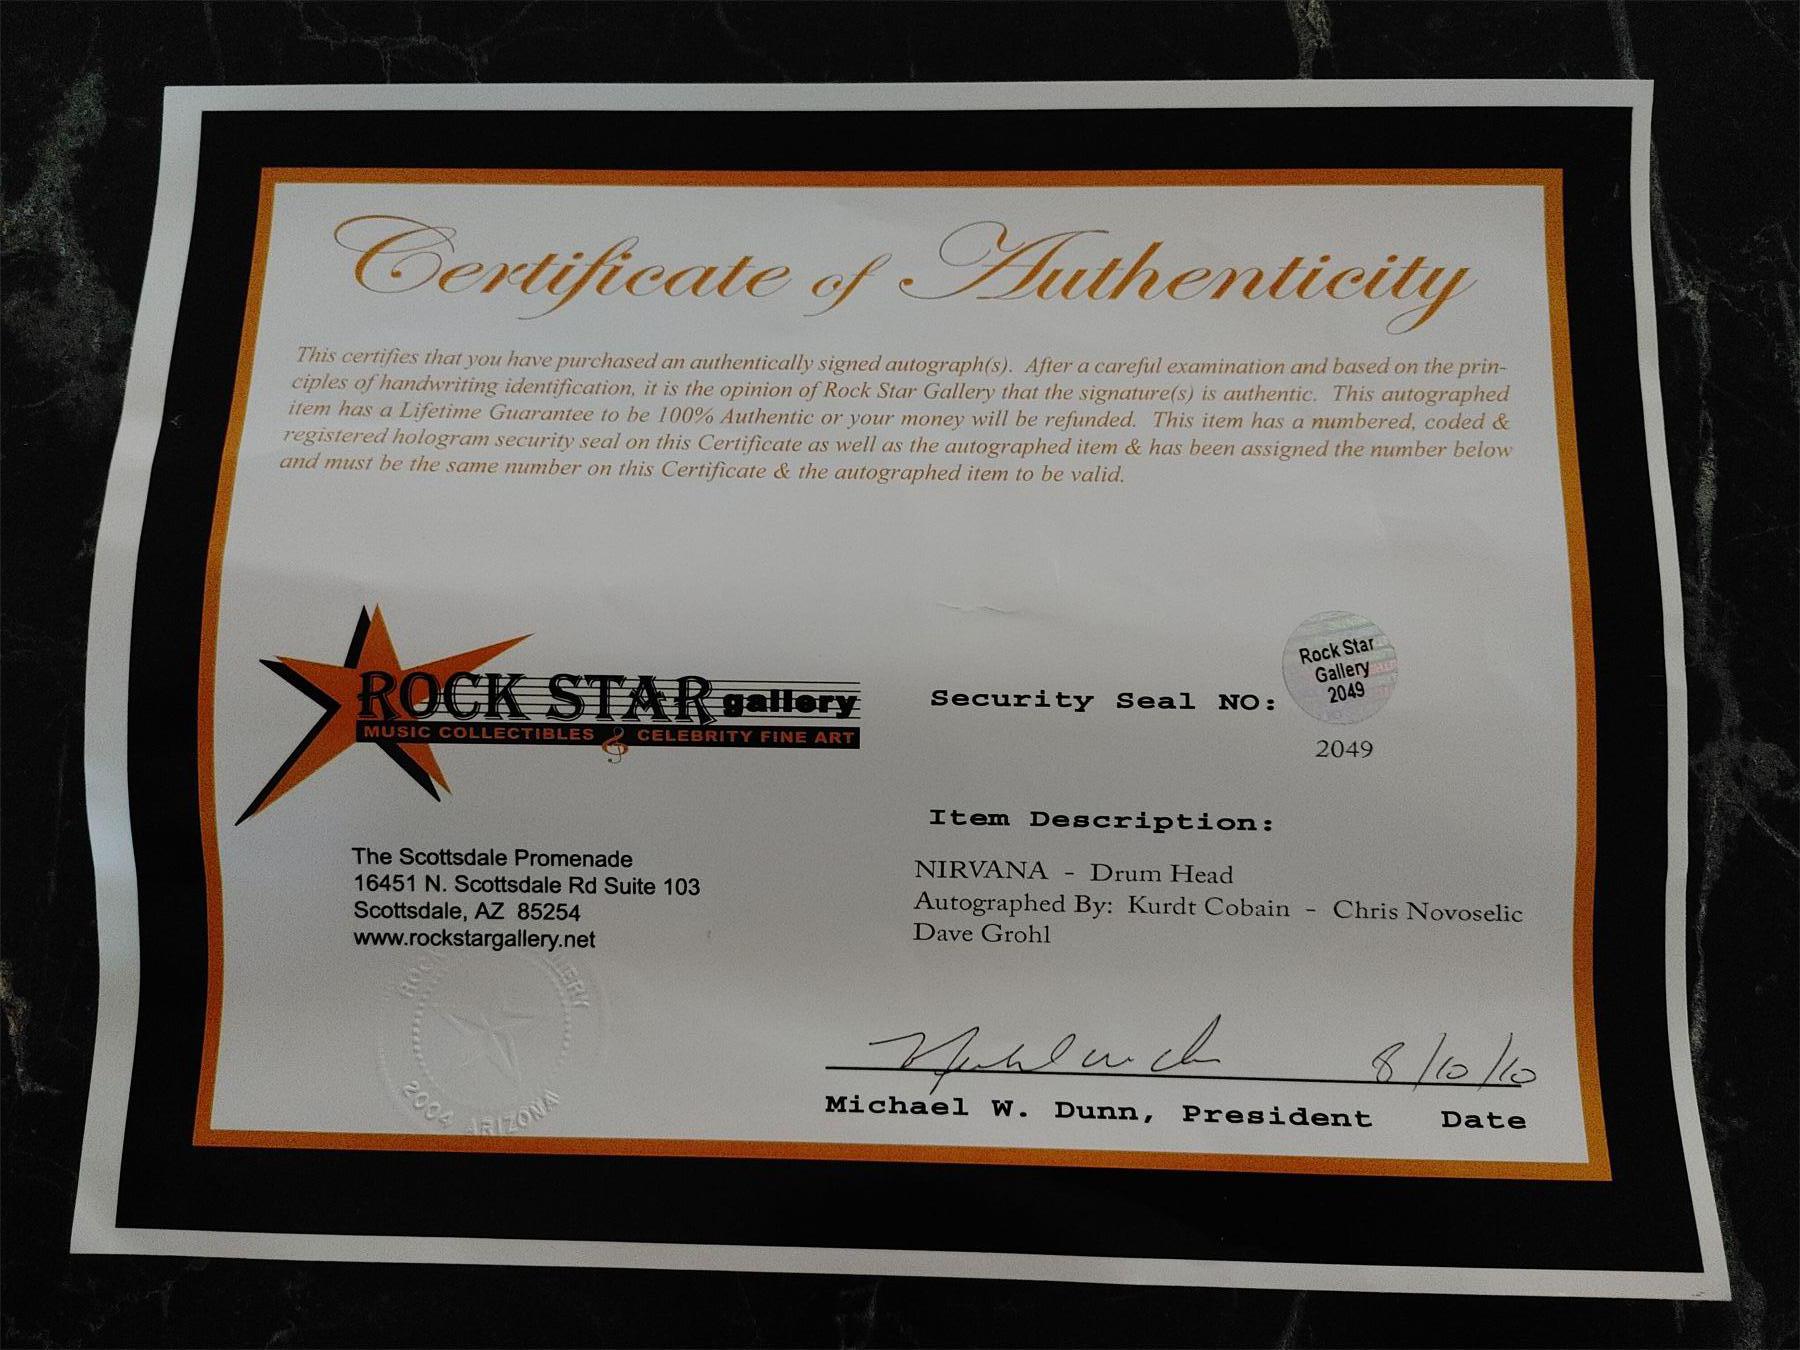 Certificate of Authenticity
This certifies that you have purchased an authentically signed autograph(s). After a careful examination and based on the prin-
ciples of handwriting identification, it is the opinion of Rock Star Gallery that the signature(s) is authentic. This autographed
item has a Lifetime Guarantee to be 100% Authentic or your money will be refunded. This item has a numbered, coded &
registered hologram security seal on this Certificate as well as the autographed item & has been assigned the number below
and must be the same number on this Certificate & the autographed item to be valid.
ROCK STAR gallery
MUSIC COLLECTIBLES CELEBRITY FINE ART
The Scottsdale Promenade
16451 N. Scottsdale Rd Suite 103
Scottsdale, AZ 85254
www.rockstargallery.net
2004 ARIZONA
Security Seal NO:
Rock Star
Gallery
2049
2049
Item Description:
NIRVANA - Drum Head
Autographed By: Kurdt Cobain - Chris Novoselic
Dave Grohl
8/10/10
Michael W. Dunn, President Date